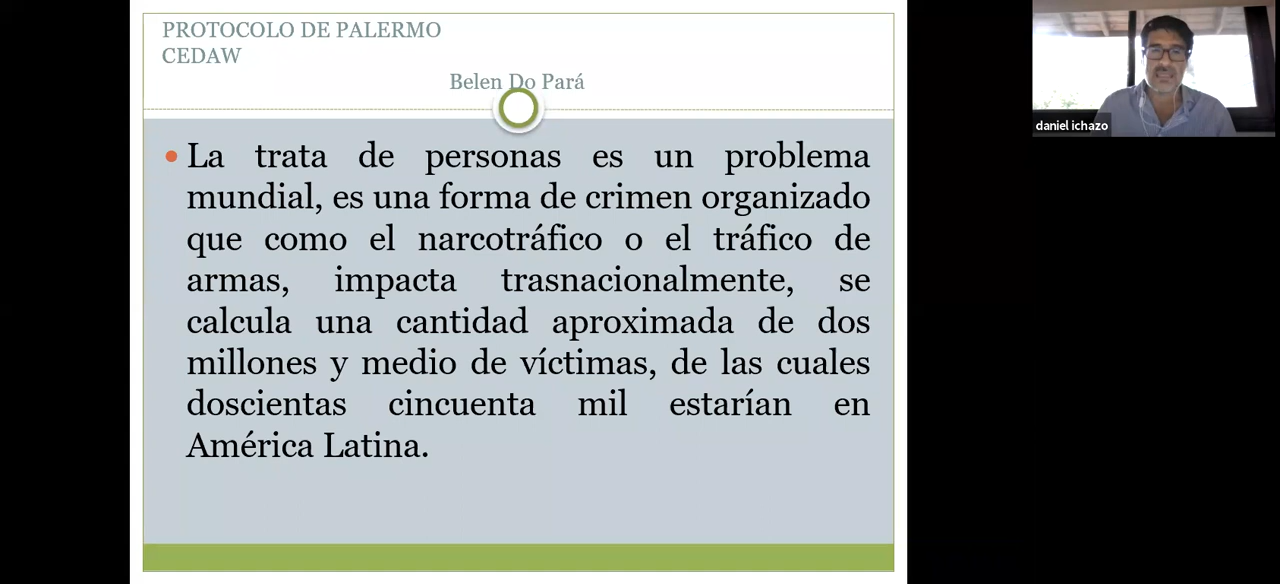 PROTOCOLO DE PALERMO
CEDAW
Belen Do Pará
La trata de personas es un problema
mundial, es una forma de crimen organizado
que como el narcotráfico o el tráfico de
armas, impacta trasnacionalmente, se
calcula una cantidad aproximada de dos
millones y medio de víctimas, de las cuales
doscientas cincuenta mil estarían en
América Latina.
daniel ichazo